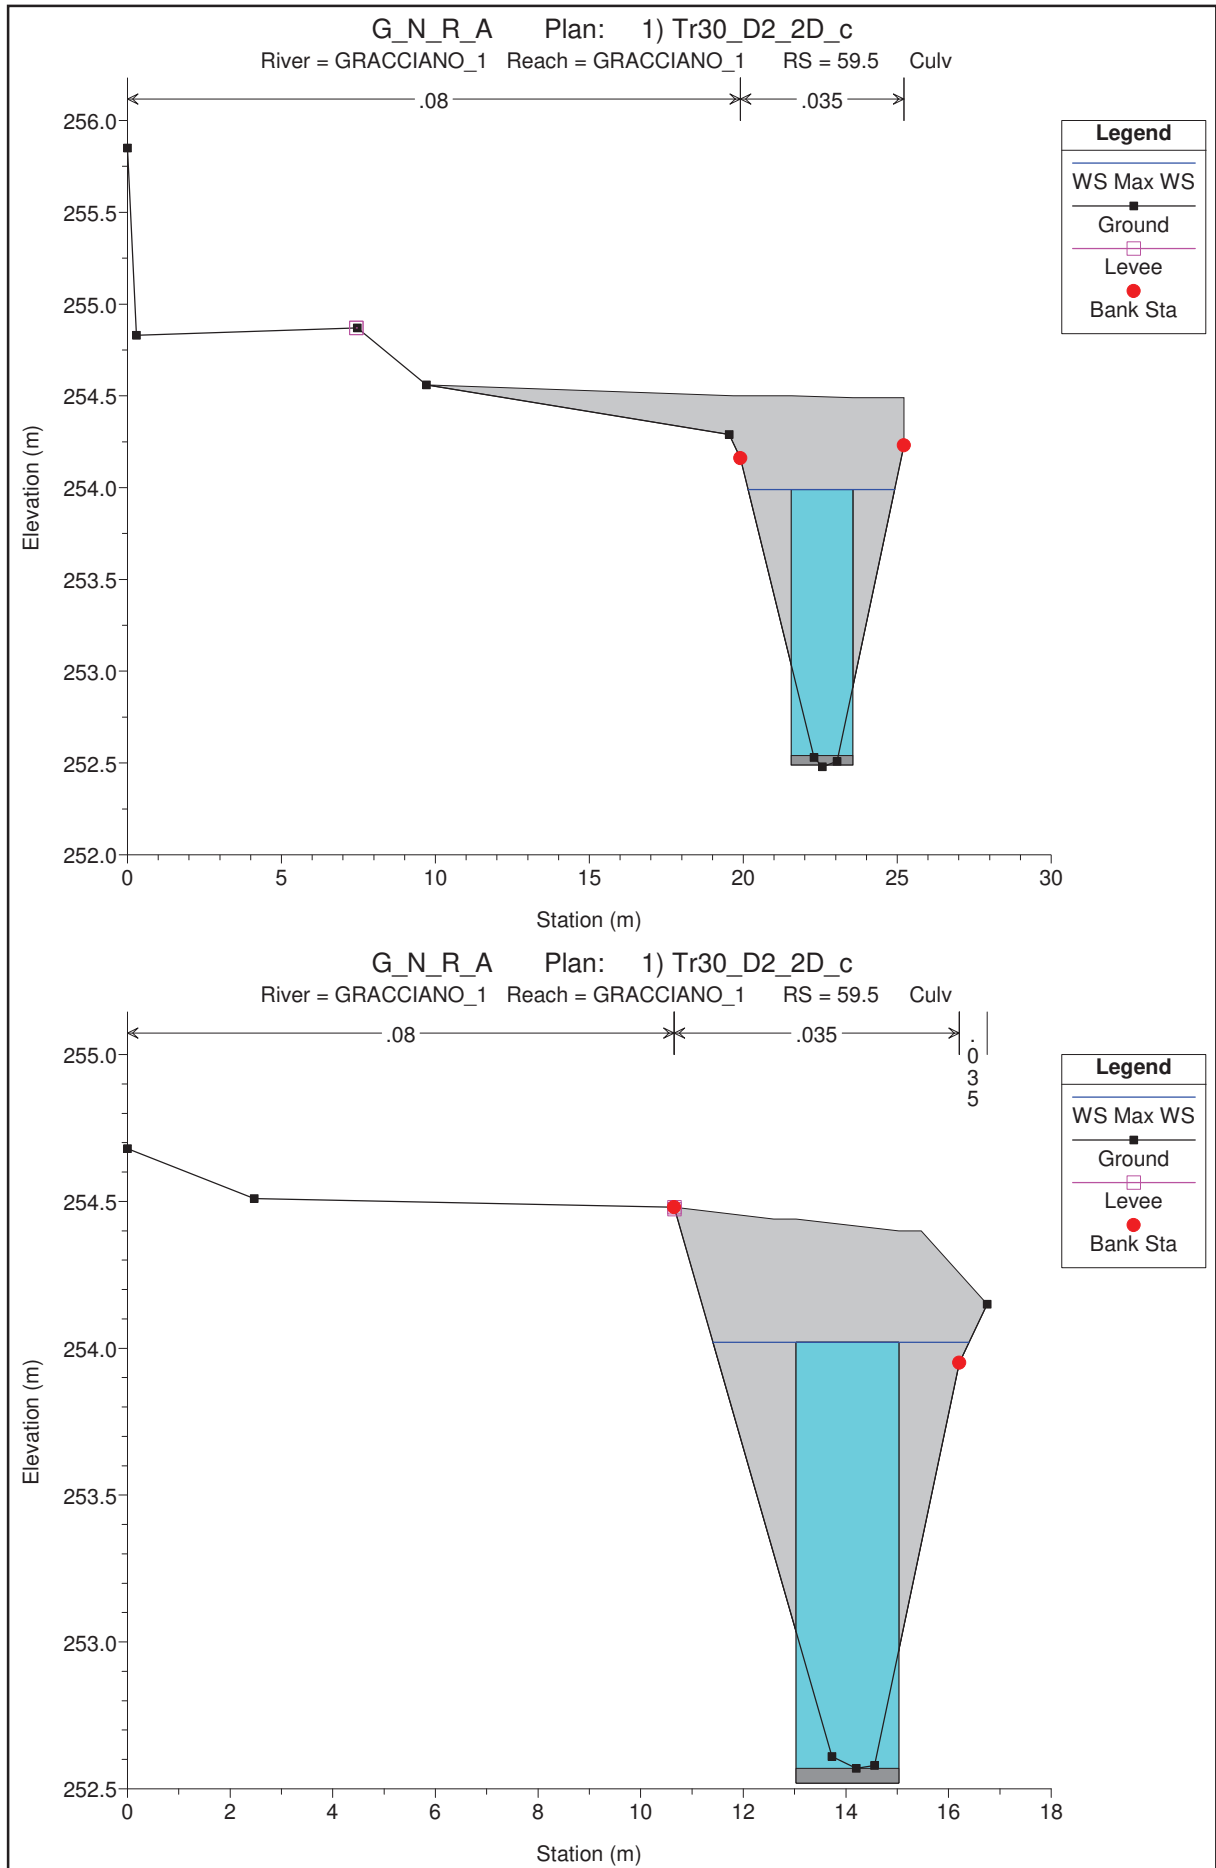 G_N_R_A Plan: 1) Tr30_D2_2D_c
River = GRACCIANO_1 Reach = GRACCIANO_1 RS = 59.5 Culv
.08
.035
256.0
255.5
255.0
254.5
254.0
253.5
253.0
252.5
252.0
Elevation (m)
0 5 10 15 20 25 30
Station (m)
Legend
WS Max WS
Ground
Levee
Bank Sta
G_N_R_A Plan: 1) Tr30_D2_2D_c
River = GRACCIANO_1 Reach = GRACCIANO_1 RS = 59.5 Culv
.08
.035
.035
255.0
254.5
254.0
253.5
253.0
252.5
Elevation (m)
0 2 4 6 8 10 12 14 16 18
Station (m)
Legend
WS Max WS
Ground
Levee
Bank Sta